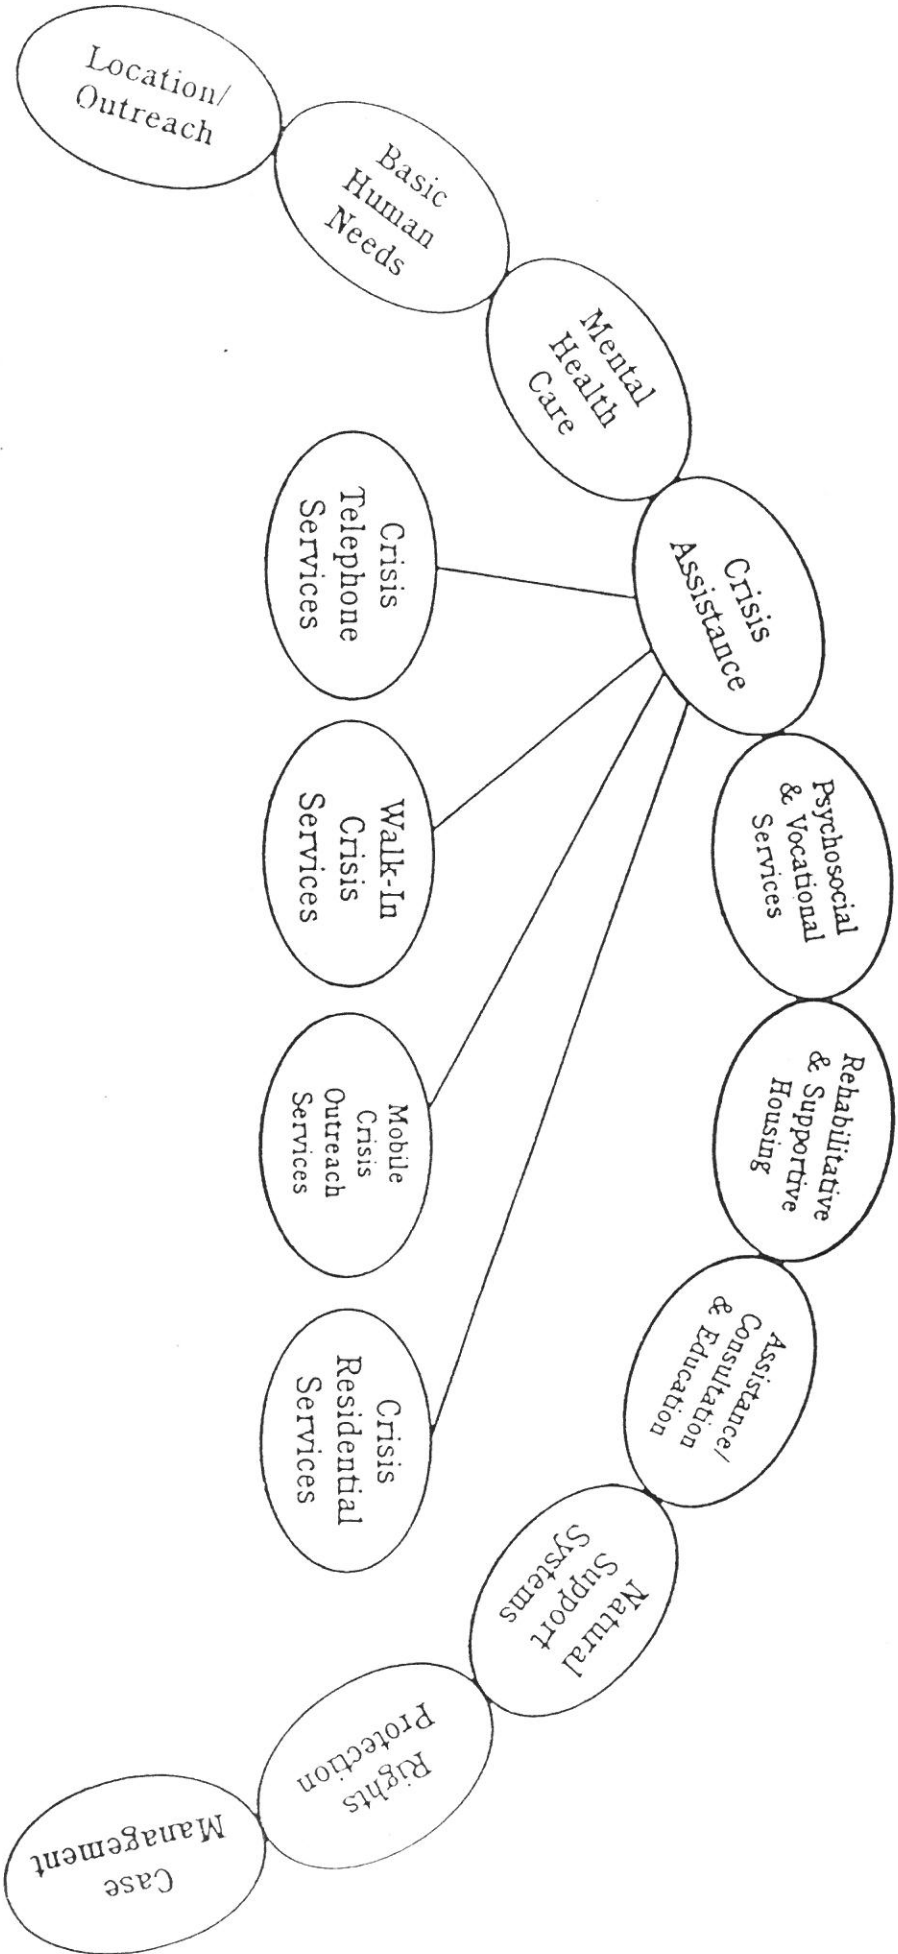 Location/
Outreach
Basic
Human
Needs
Mental
Health
Care
Crisis
Assistance
Psychosocial
& Vocational
Services
Rehabilitative
& Supportive
Housing
Assistance/
Consultation
& Education
Natural
Support
Systems
Rights
Protection
Case
Management
Crisis
Telephone
Services
Walk-In
Crisis
Services
Mobile
Crisis
Outreach
Services
Crisis
Residential
Services